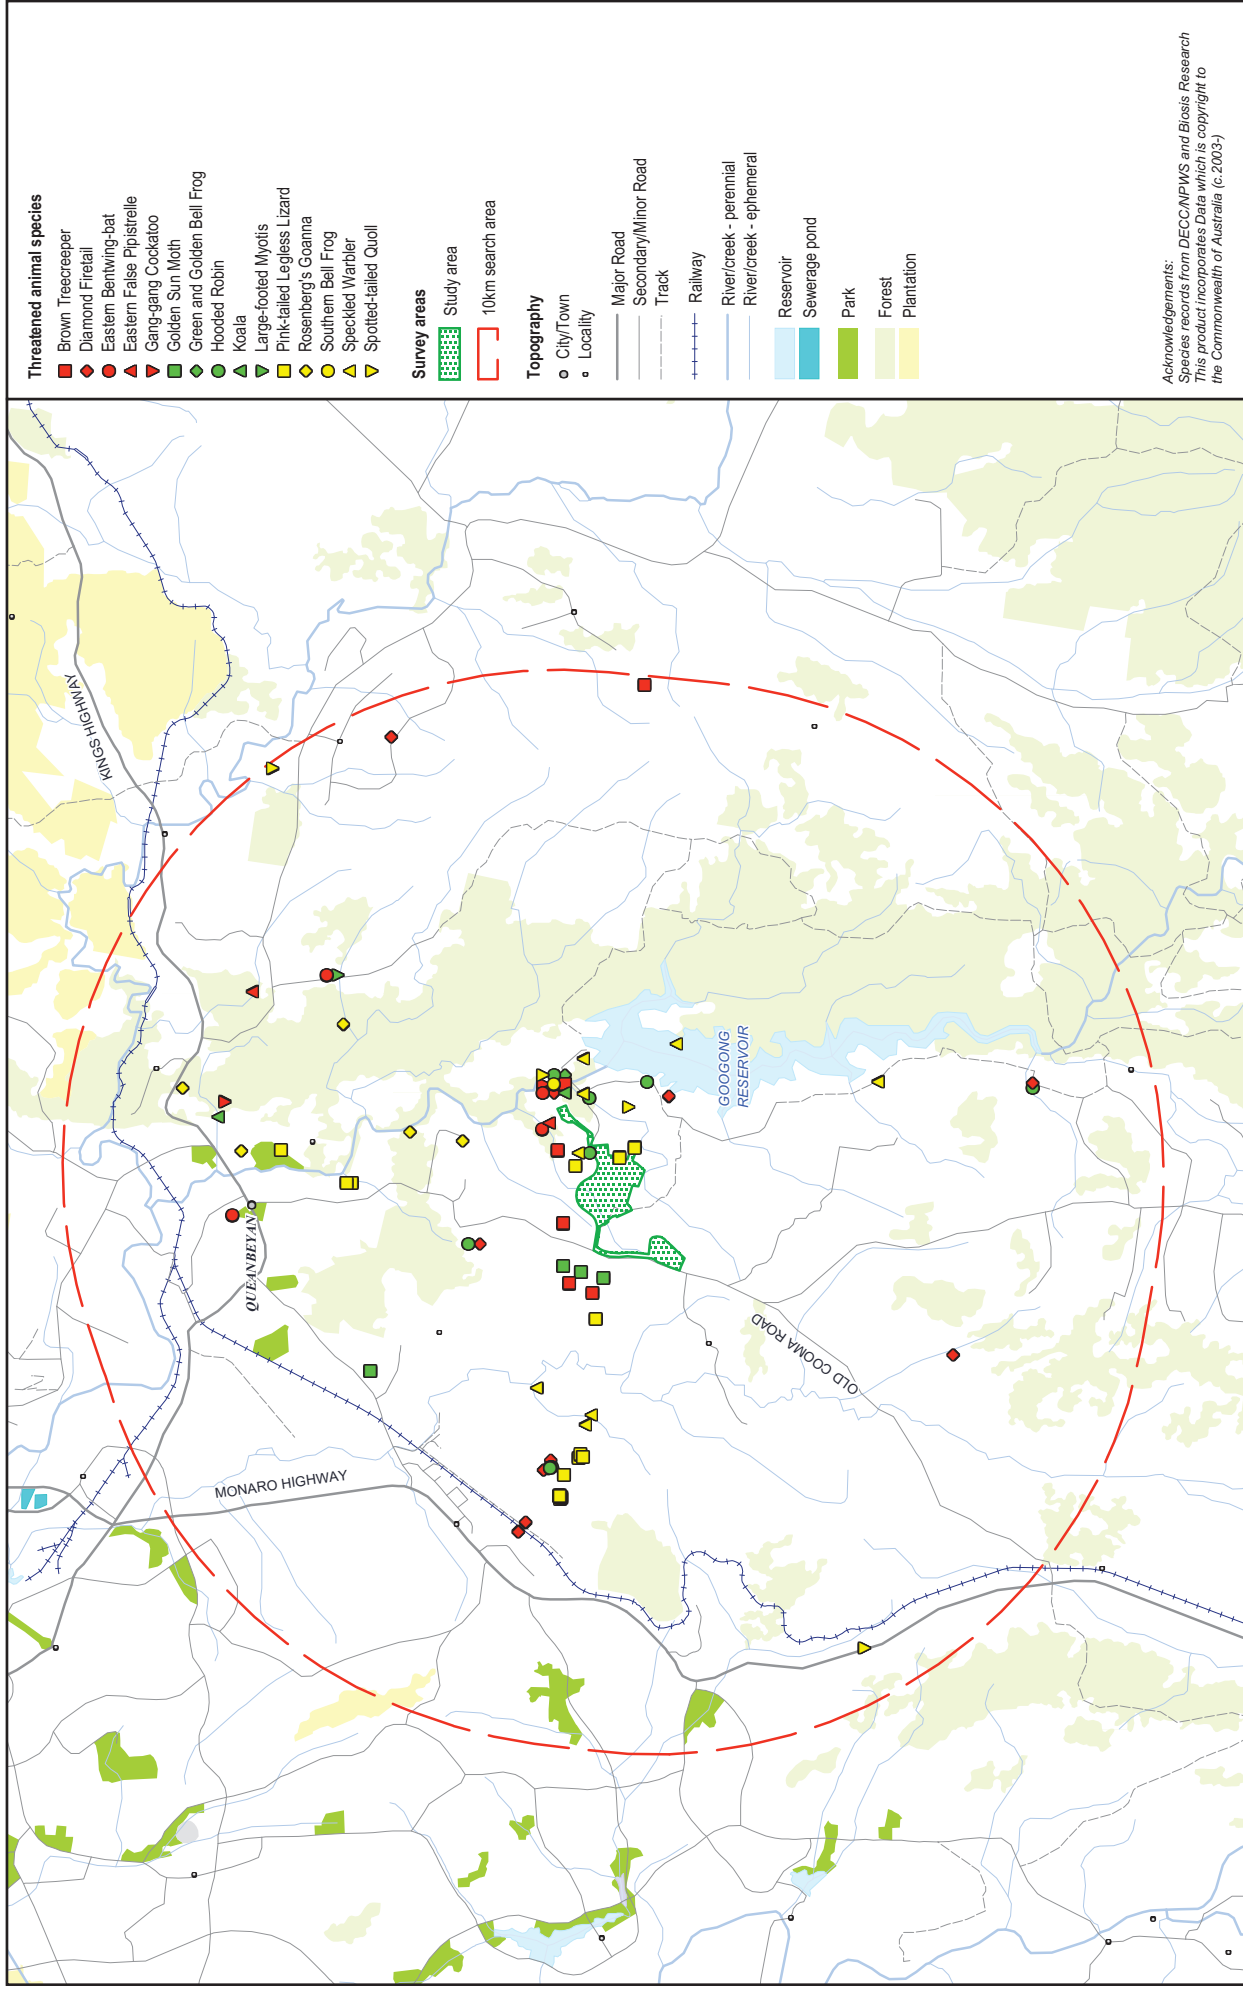 Threatened animal species
Brown Treecreeper
Diamond Firetail
Eastern Bentwing-bat
Eastern False Pipistrelle
Gang-gang Cockatoo
Golden Sun Moth
Green and Golden Bell Frog
Hooded Robin
Koala
Large-footed Myotis
Pink-tailed Legless Lizard
Rosenberg's Goanna
Southern Bell Frog
Speckled Warbler
Spotted-tailed Quoll
Survey areas
Study area
10km search area
Topography
City/Town
Locality
Major Road
Secondary/Minor Road
Track
Railway
River/creek - perennial
River/creek - ephemeral
Reservoir
Sewerage pond
Park
Forest
Plantation
Acknowledgements:
Species records from DECC/NPWS and Biosis Research
This product incorporates Data which is copyright to
the Commonwealth of Australia (c.2003-)
KINGS HIGHWAY
QUEANBEYAN
MONARO HIGHWAY
GOOGONG
RESERVOIR
OLD COOMA ROAD